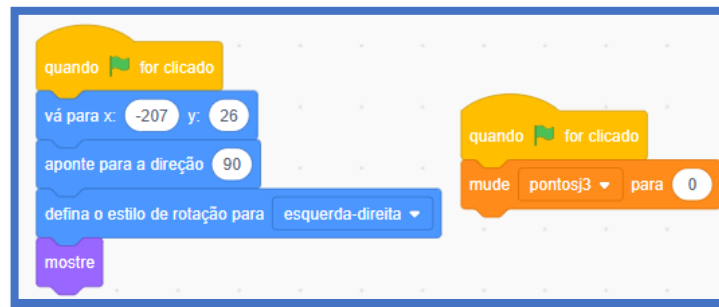 quando for clicado
vá para x: -207 y: 26
aponte para a direção 90
defina o estilo de rotação para esquerda-direita
mostre
quando for clicado
mude pontosj3 para 0